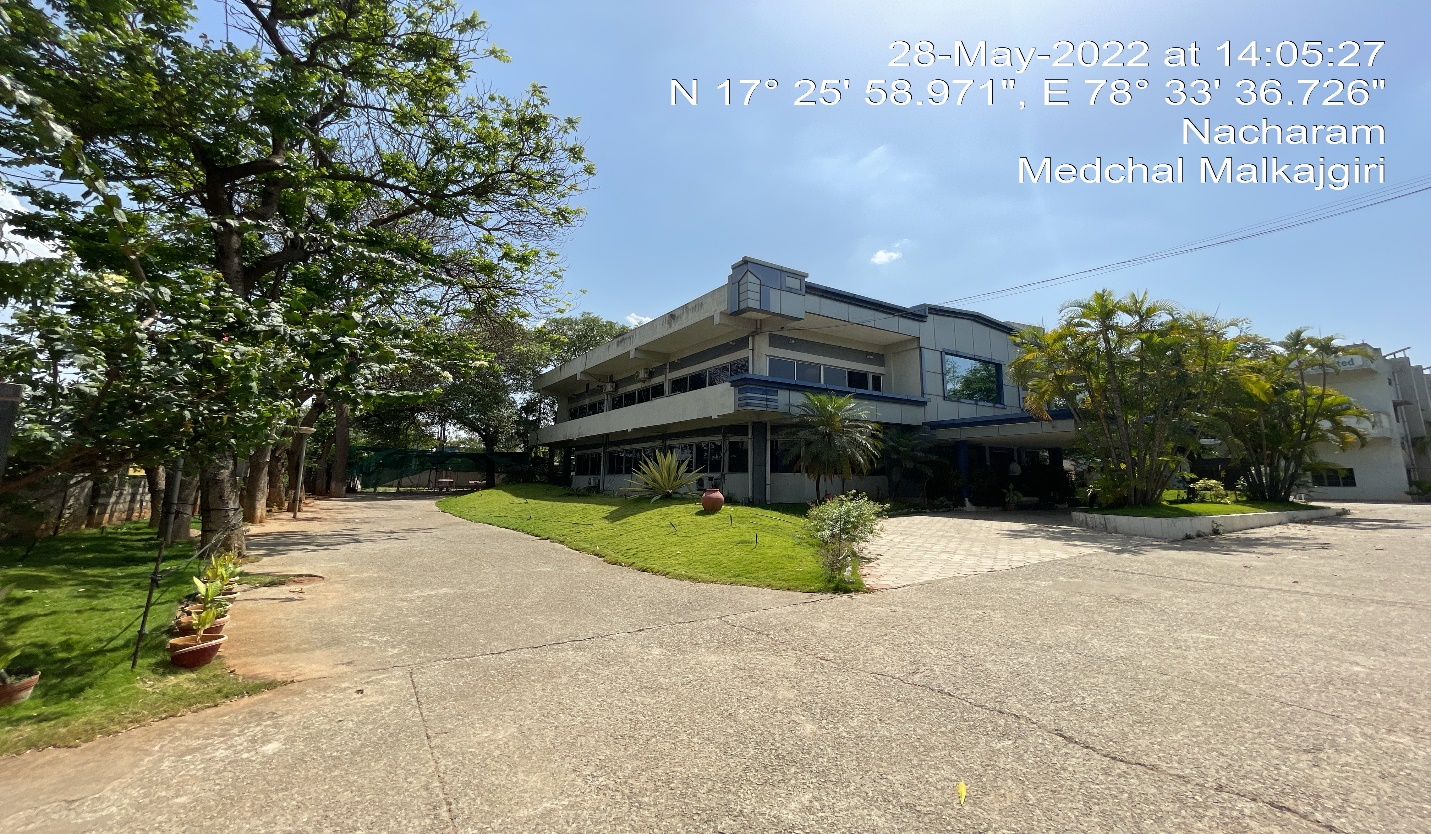 28-May-2022 at 14:05:27
N 17° 25' 58.971", E 78° 33' 36.726"
Nacharam
Medchal Malkajgiri